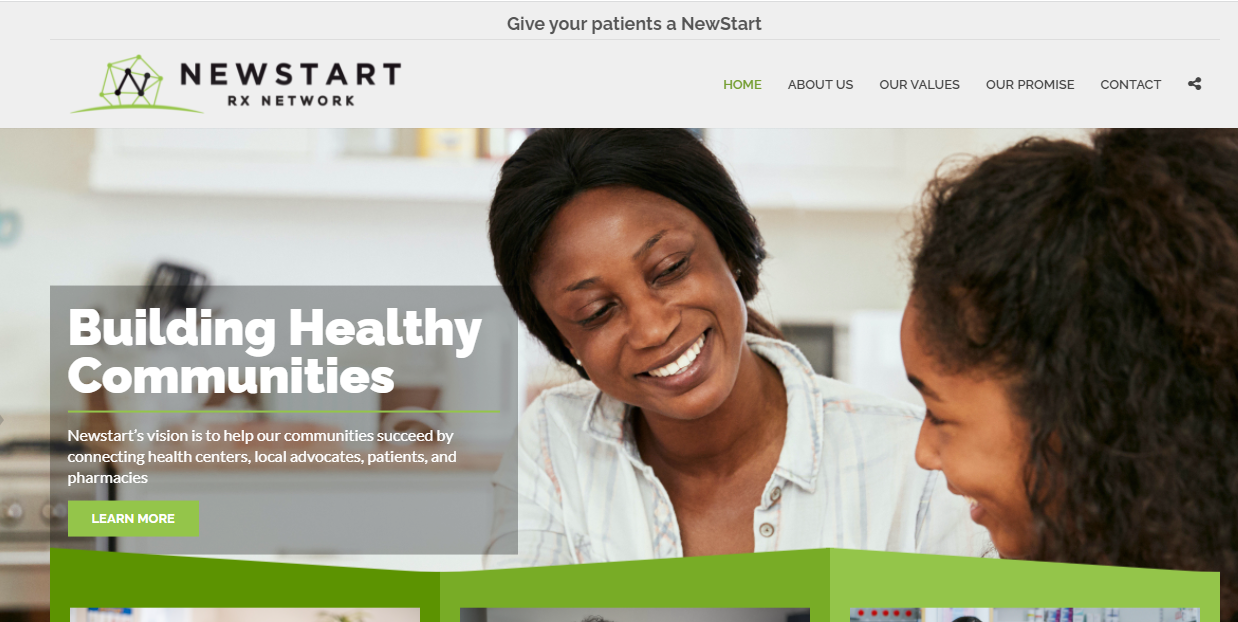 Give your patients a NewStart
NEWSTART
RX NETWORK
HOME ABOUT US OUR VALUES OUR PROMISE CONTACT
Building Healthy
Communities
Newstart's vision is to help our communities succeed by
connecting health centers, local advocates, patients, and
pharmacies
LEARN MORE